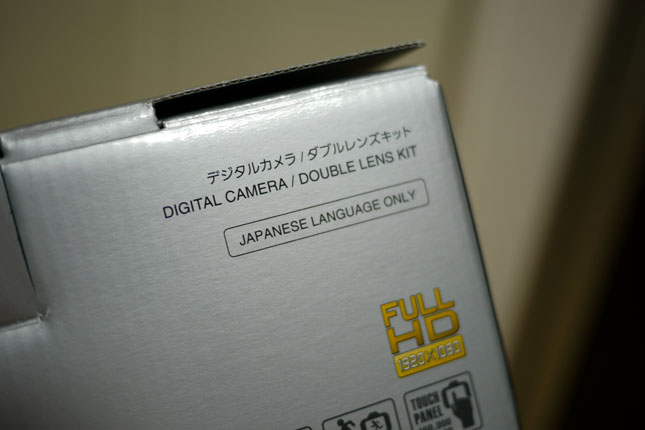 デジタルカメラ/ダブルレンズキット
DIGITAL CAMERA / DOUBLE LENS KIT
JAPANESE LANGUAGE ONLY
FULL
HD
1920×1080
TOUCH
PANEL